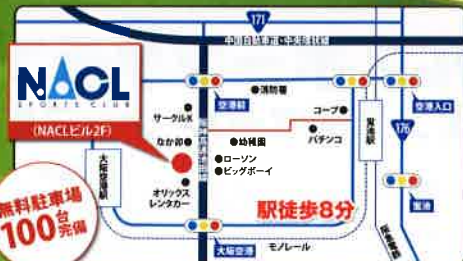 171
中国自動車道・中央環状線
NACL
SPORTS CLUB
(NACLビル2F)
消防署
空港前
サークルK
コープ
空港入口
なか卯
幼稚園
パチンコ
蛍池駅
176
大阪空港駅
ローソン
ビッグボーイ
オリックス
レンタカー
駅徒歩8分
蛍池
無料駐車場
100台
完備
大阪空港
モノレール